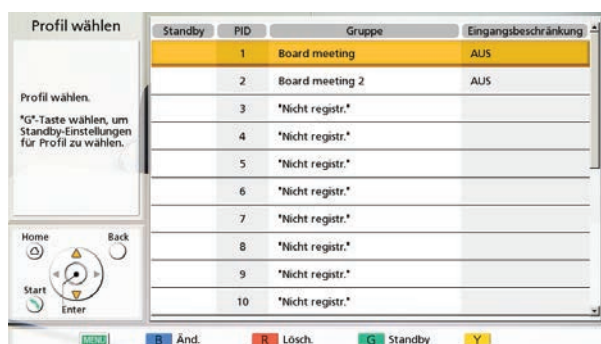 Profil wählen
Profil wählen.
"G"-Taste wählen, um
Standby-Einstellungen
für Profil zu wählen.
Home Back
Start
Enter
Standby PID Gruppe Eingangsbeschränkung
1 Board meeting AUS
2 Board meeting 2 AUS
3 "Nicht registr."
4 "Nicht registr."
5 "Nicht registr."
6 "Nicht registr."
7 "Nicht registr."
8 "Nicht registr."
9 "Nicht registr."
10 "Nicht registr."
MENU B Änd. R Lösch. G Standby Y